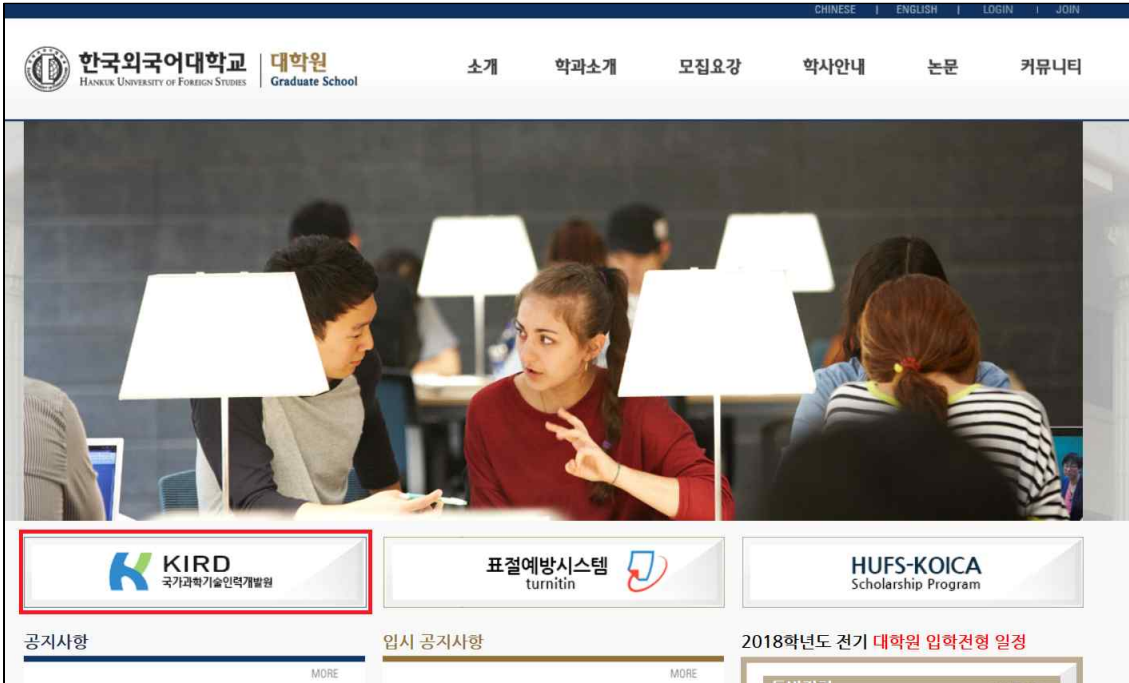 CHINESE | ENGLISH | LOGIN | JOIN
한국외국어대학교 대학원
HANKUK UNIVERSITY OF FOREIGN STUDIES Graduate School
소개 학과소개 모집요강 학사안내 논문 커뮤니티
KIRD
국가과학기술인력개발원
표절예방시스템
turnitin
HUFS-KOICA
Scholarship Program
공지사항
MORE
입시 공지사항
MORE
2018학년도 전기 대학원 입학전형 일정